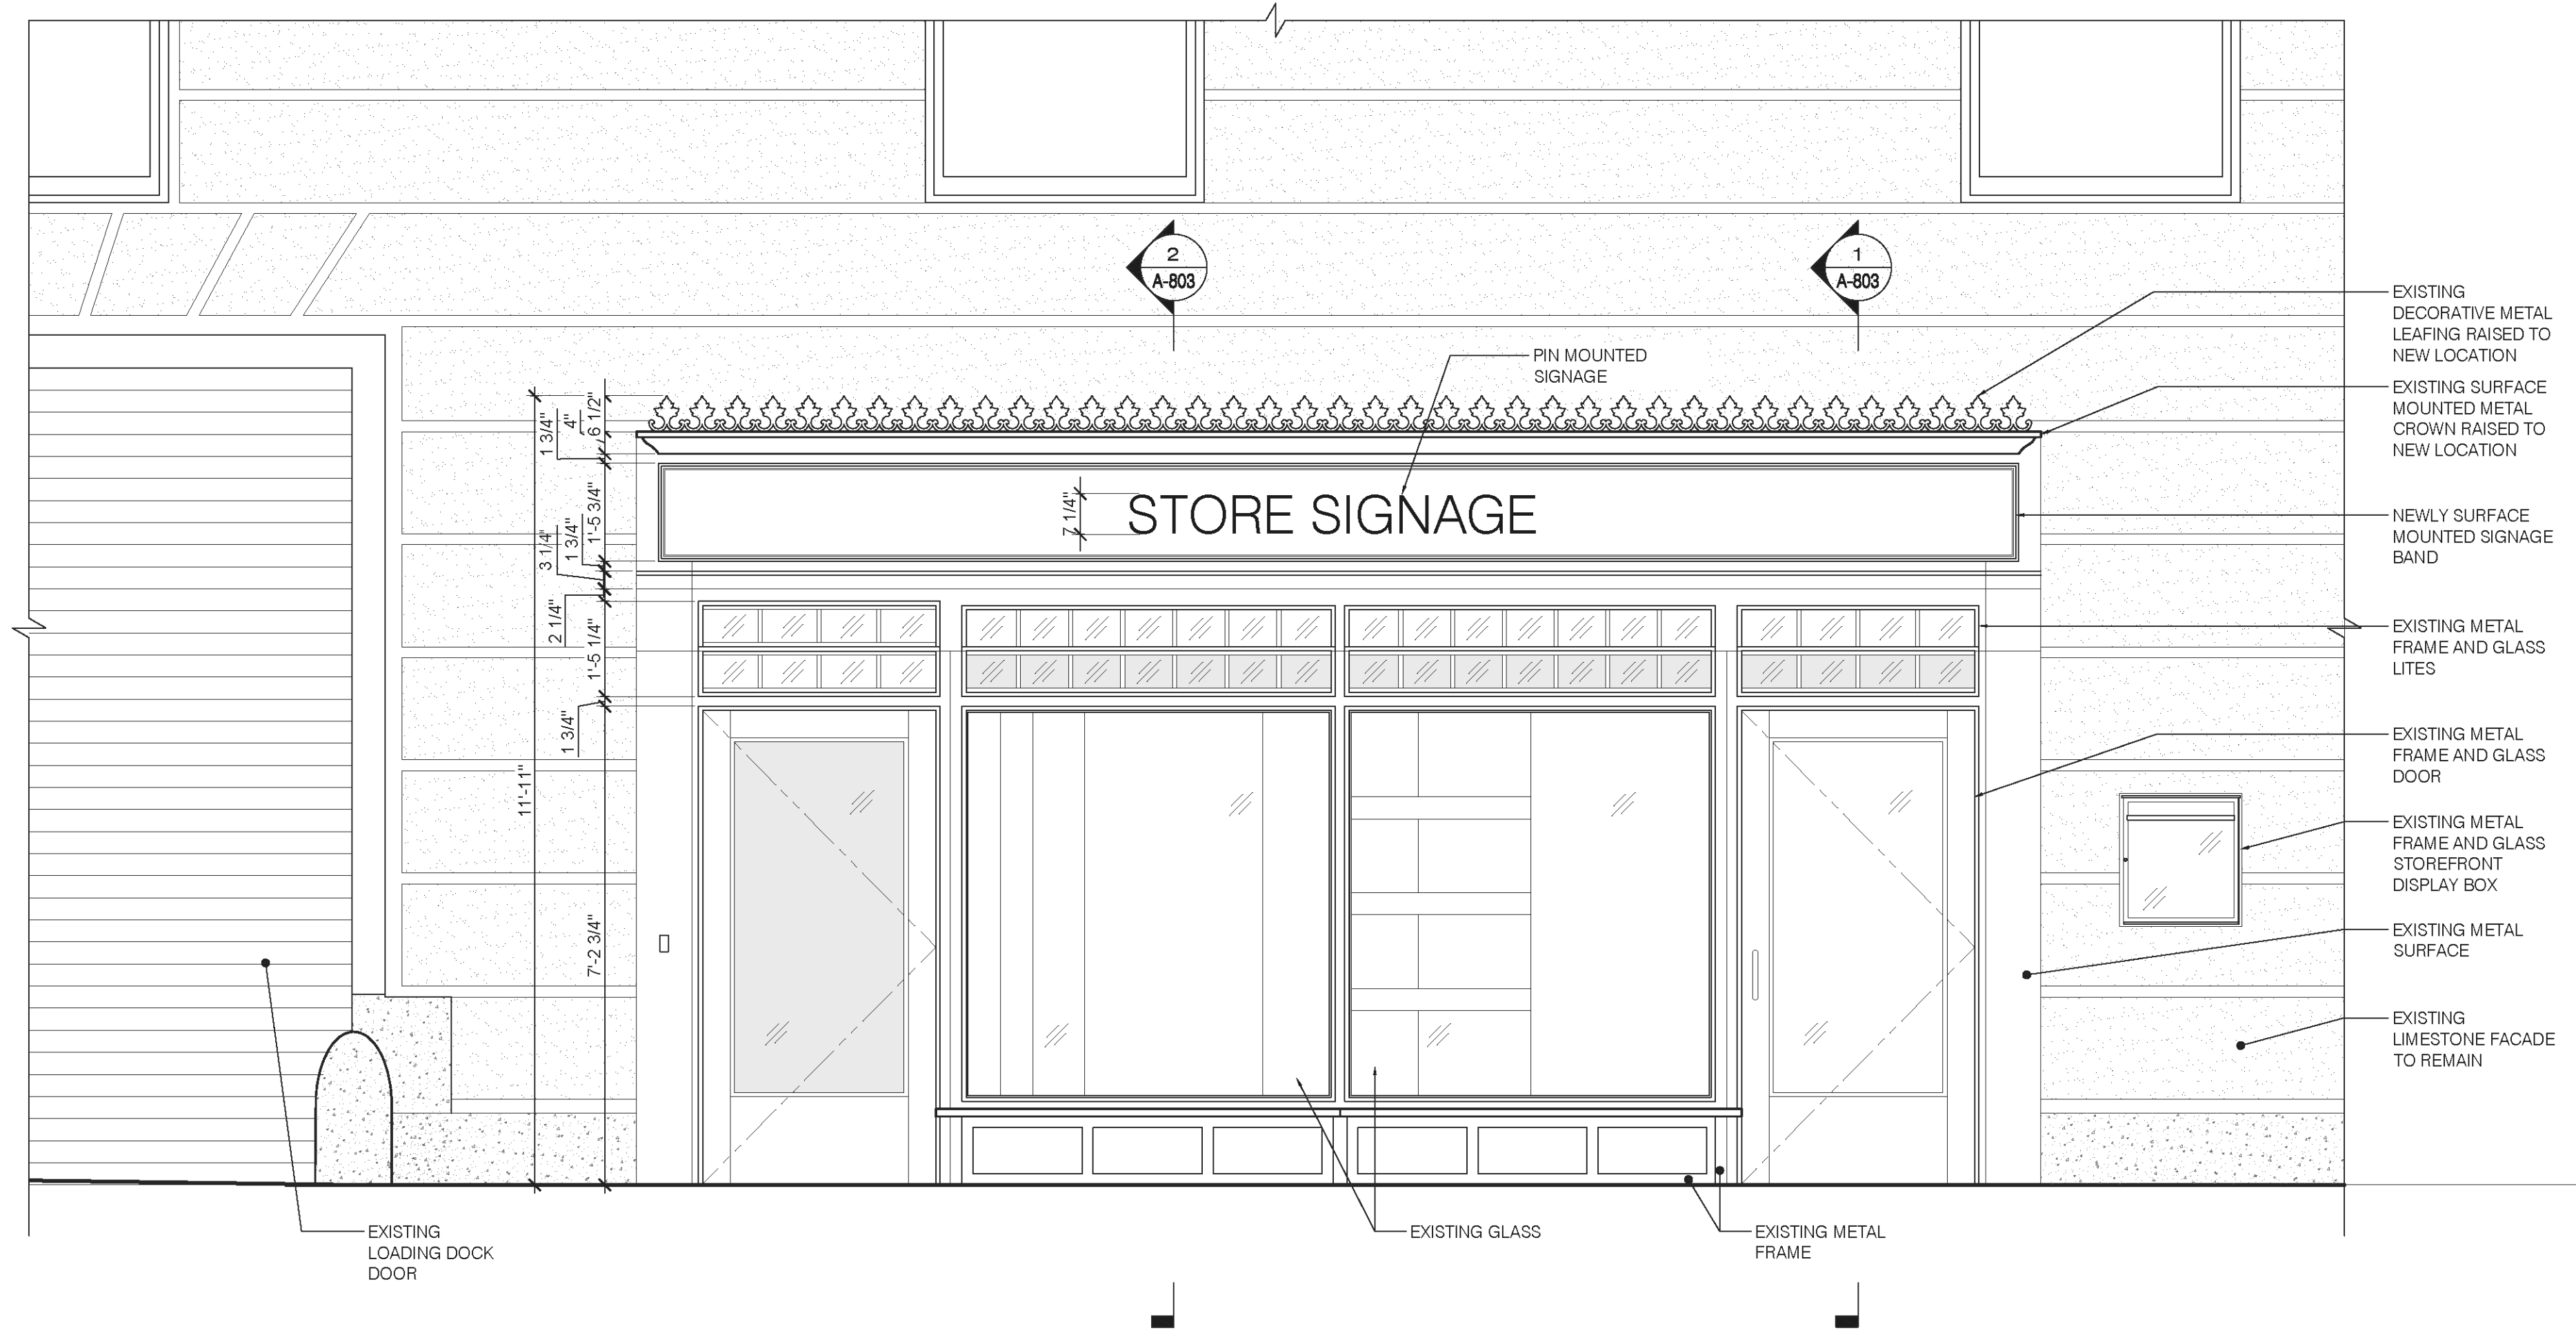 2
A-803
1
A-803
EXISTING
DECORATIVE METAL
LEAFING RAISED TO
NEW LOCATION
PIN MOUNTED
SIGNAGE
EXISTING SURFACE
MOUNTED METAL
CROWN RAISED TO
NEW LOCATION
6 1/2"
4"
1 3/4"
1'-5 3/4"
1 3/4"
3 1/4"
7 1/4"
STORE SIGNAGE
NEWLY SURFACE
MOUNTED SIGNAGE
BAND
2 1/4"
1'-5 1/4"
1 3/4"
EXISTING METAL
FRAME AND GLASS
LITES
11'-11"
EXISTING METAL
FRAME AND GLASS
DOOR
EXISTING METAL
FRAME AND GLASS
STOREFRONT
DISPLAY BOX
7'-2 3/4"
EXISTING METAL
SURFACE
EXISTING
LIMESTONE FACADE
TO REMAIN
EXISTING
LOADING DOCK
DOOR
EXISTING GLASS
EXISTING METAL
FRAME